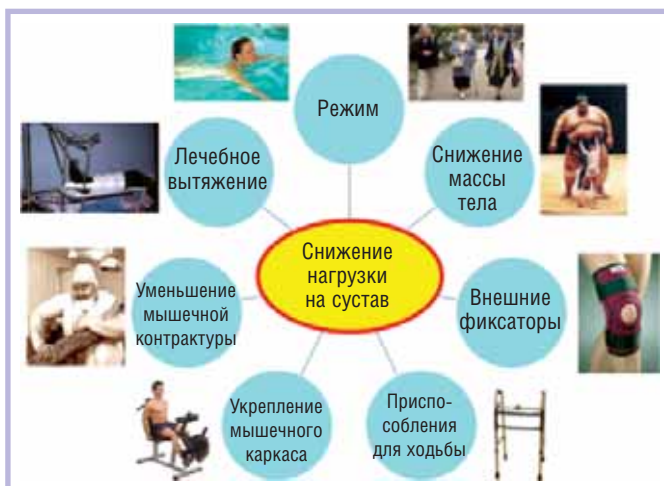 Режим
Снижение
массы
тела
Внешние
фиксаторы
Приспо-
собления
для ходьбы
Укрепление
мышечного
каркаса
Уменьшение
мышечной
контрактуры
Лечебное
вытяжение
Снижение
нагрузки
на сустав